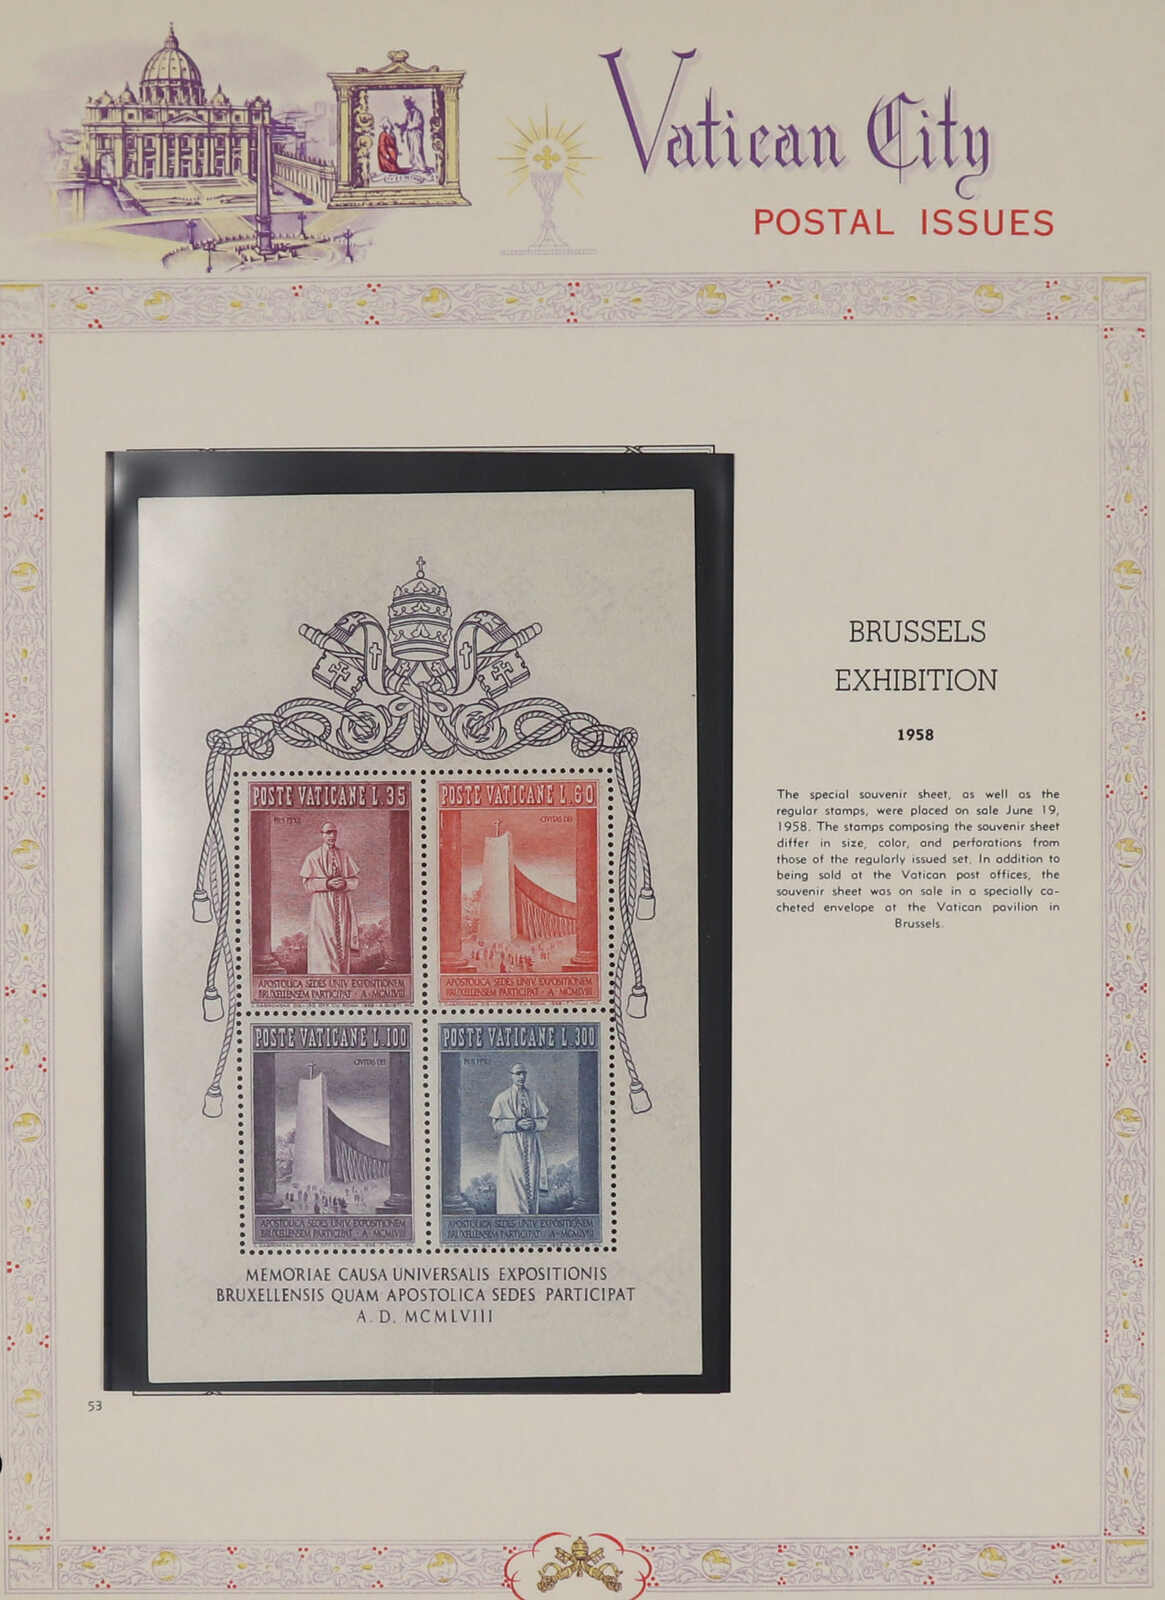 Vatican City
POSTAL ISSUES
POSTE VATICANE L.35
PIVS XII P.M.
APOSTOLICA SEDES UNIV. EXPOSITIONEM
BRUXELLENSEM PARTICIPAT · A · MCMLVIII
POSTE VATICANE L.60
CIVITAS DEI
APOSTOLICA SEDES UNIV. EXPOSITIONEM
BRUXELLENSEM PARTICIPAT · A · MCMLVIII
POSTE VATICANE L.100
CIVITAS DEI
APOSTOLICA SEDES UNIV. EXPOSITIONEM
BRUXELLENSEM PARTICIPAT · A · MCMLVIII
POSTE VATICANE L.300
APOSTOLICA SEDES UNIV. EXPOSITIONEM
BRUXELLENSEM PARTICIPAT · A · MCMLVIII
MEMORIAE CAUSA UNIVERSALIS EXPOSITIONIS
BRUXELLENSIS QUAM APOSTOLICA SEDES PARTICIPAT
A. D. MCMLVIII
BRUSSELS
EXHIBITION
1958
The special souvenir sheet, as well as the
regular stamps, were placed on sale June 19,
1958. The stamps composing the souvenir sheet
differ in size, color, and perforations from
those of the regularly issued set. In addition to
being sold at the Vatican post offices, the
souvenir sheet was on sale in a specially ca-
cheted envelope at the Vatican pavilion in
Brussels.
53